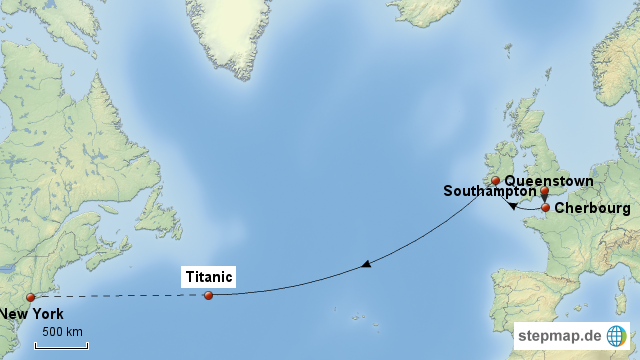 Queenstown
Southampton
Cherbourg
Titanic
New York
500 km
stepmap.de